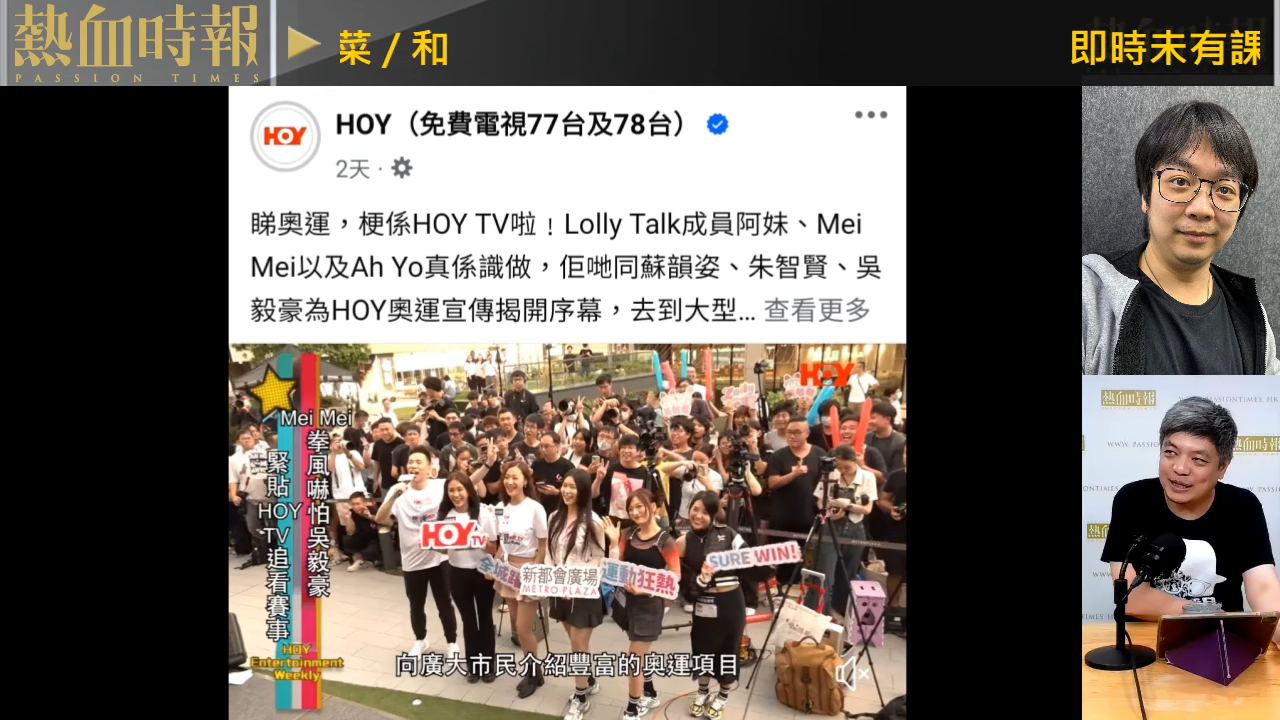 熱血時報
PASSION TIMES
菜 / 和
即時未有課
HOY
HOY（免費電視77台及78台）
2天
睇奧運，梗係HOY TV啦！Lolly Talk成員阿妹、Mei
Mei以及Ah Yo真係識做，佢哋同蘇韻姿、朱智賢、吳
毅豪為HOY奧運宣傳揭開序幕，去到大型... 查看更多
HOY
Mei Mei拳風嚇怕吳毅豪
緊貼HOY TV追看賽事
HOY
Entertainment
Weekly
HOY TV
新都會廣場
METRO PLAZA
運動狂熱
SURE WIN!
向廣大市民介紹豐富的奧運項目
熱血時報